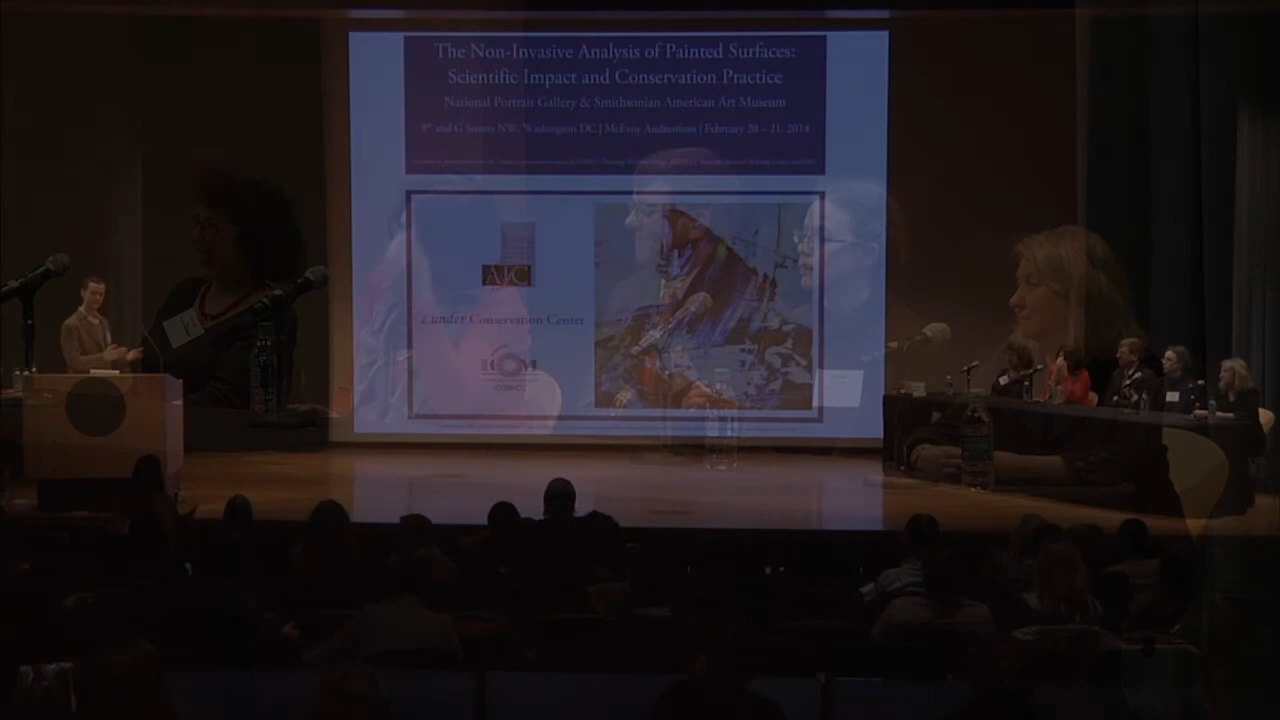 The Non-Invasive Analysis of Painted Surfaces:
Scientific Impact and Conservation Practice
National Portrait Gallery & Smithsonian American Art Museum
8th and G Streets NW, Washington DC | McEvoy Auditorium | February 20 – 21, 2014
AIC
Lunder Conservation Center
ICOM